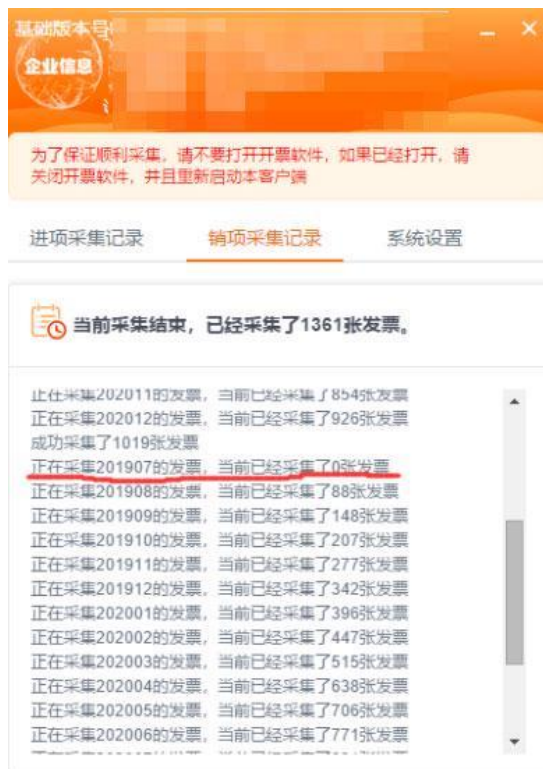 基础版本号
企业信息
为了保证顺利采集，请不要打开开票软件，如果已经打开，请
关闭开票软件，并且重新启动本客户端
进项采集记录 销项采集记录 系统设置
当前采集结束，已经采集了1361张发票。
正在采集202011的发票，当前已经采集了854张发票
正在采集202012的发票，当前已经采集了926张发票
成功采集了1019张发票
正在采集201907的发票，当前已经采集了0张发票
正在采集201908的发票，当前已经采集了88张发票
正在采集201909的发票，当前已经采集了148张发票
正在采集201910的发票，当前已经采集了207张发票
正在采集201911的发票，当前已经采集了277张发票
正在采集201912的发票，当前已经采集了342张发票
正在采集202001的发票，当前已经采集了396张发票
正在采集202002的发票，当前已经采集了447张发票
正在采集202003的发票，当前已经采集了515张发票
正在采集202004的发票，当前已经采集了638张发票
正在采集202005的发票，当前已经采集了706张发票
正在采集202006的发票，当前已经采集了771张发票